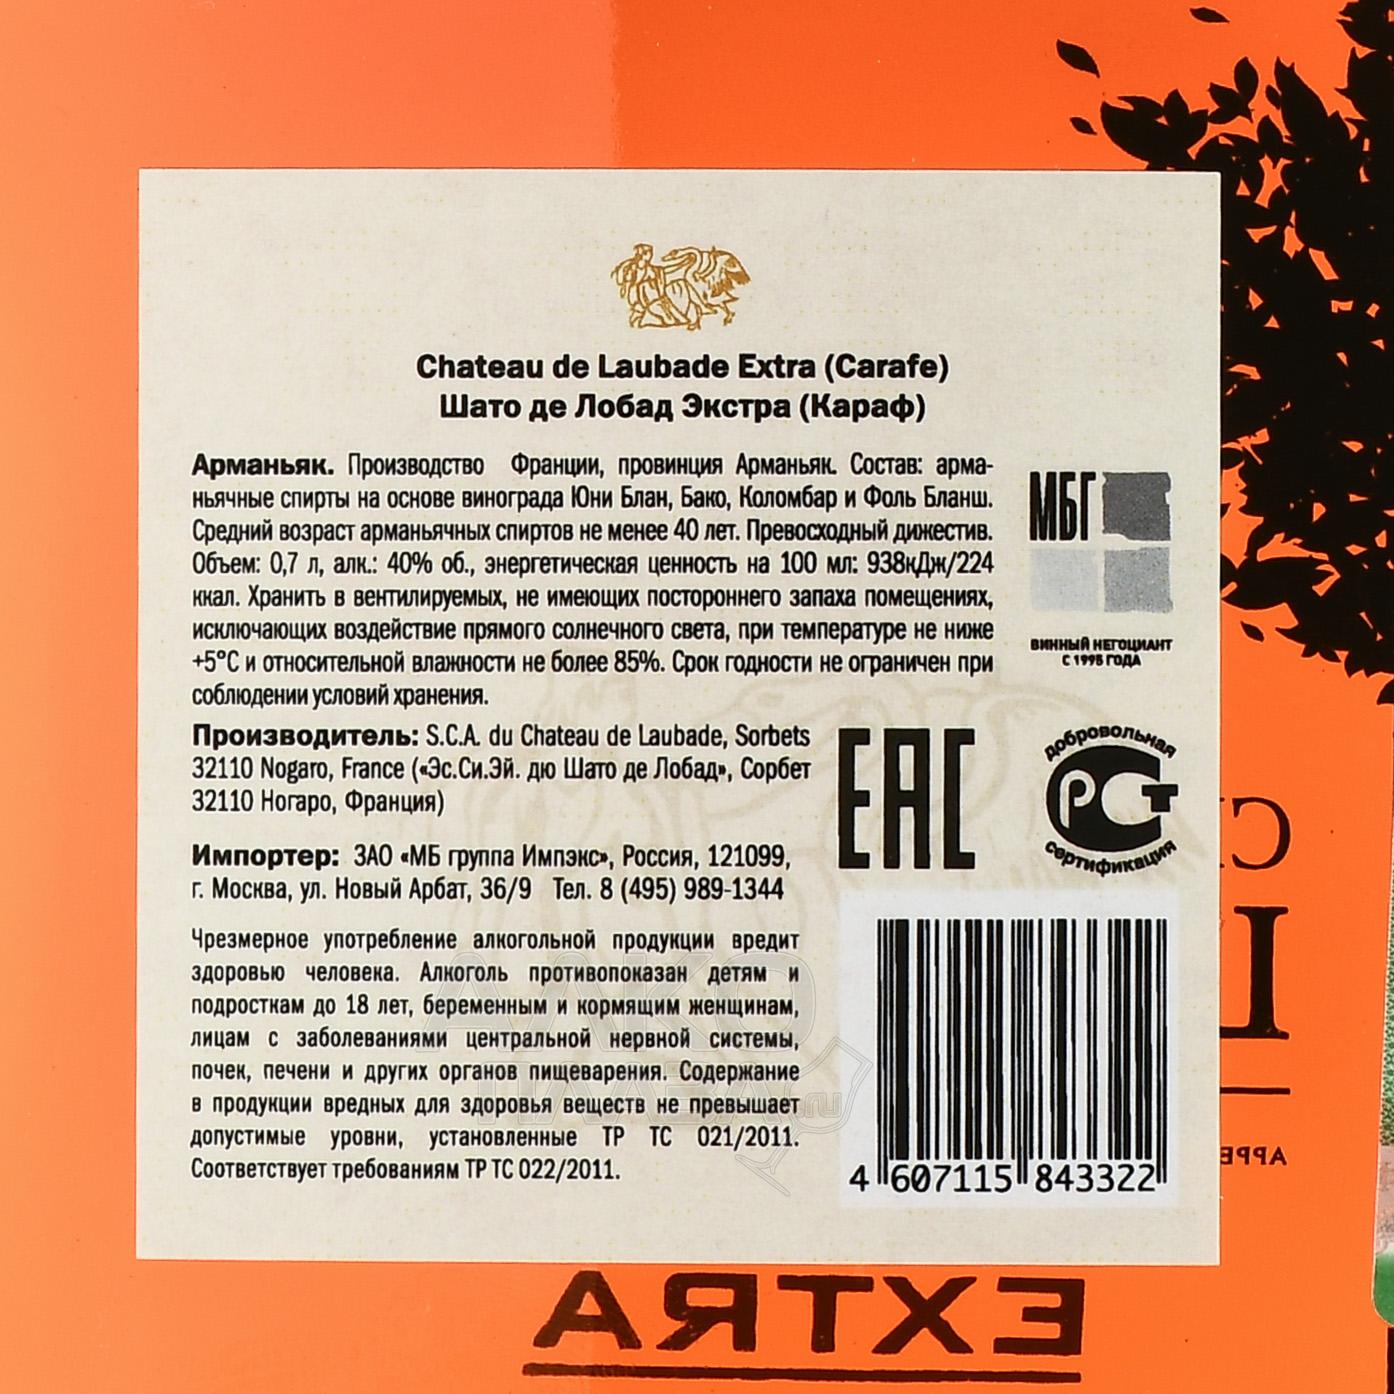 Chateau de Laubade Extra (Carafe)
Шато де Лобад Экстра (Караф)
Арманьяк. Производство Франции, провинция Арманьяк. Состав: арма-
ньячные спирты на основе винограда Юни Блан, Бако, Коломбар и Фоль Бланш.
Средний возраст арманьячных спиртов не менее 40 лет. Превосходный дижестив.
Объем: 0,7 л, алк.: 40% об., энергетическая ценность на 100 мл: 938кДж/224
ккал. Хранить в вентилируемых, не имеющих постороннего запаха помещениях,
исключающих воздействие прямого солнечного света, при температуре не ниже
+5°С и относительной влажности не более 85%. Срок годности не ограничен при
соблюдении условий хранения.
МБГ
ВИННЫЙ НЕГОЦИАНТ
С 1995 ГОДА
Производитель: S.C.A. du Chateau de Laubade, Sorbets
32110 Nogaro, France («Эс.Си.Эй. дю Шато де Лобад», Сорбет
32110 Ногаро, Франция)
EAC
добровольная
РСТ
сертификация
Импортер: ЗАО «МБ группа Импэкс», Россия, 121099,
г. Москва, ул. Новый Арбат, 36/9 Тел. 8 (495) 989-1344
Чрезмерное употребление алкогольной продукции вредит
здоровью человека. Алкоголь противопоказан детям и
подросткам до 18 лет, беременным и кормящим женщинам,
лицам с заболеваниями центральной нервной системы,
почек, печени и других органов пищеварения. Содержание
в продукции вредных для здоровья веществ не превышает
допустимые уровни, установленные ТР ТС 021/2011.
Соответствует требованиям ТР ТС 022/2011.
4 607115 843322
АЛКО
ПЛАЗА.ru
EXTRA